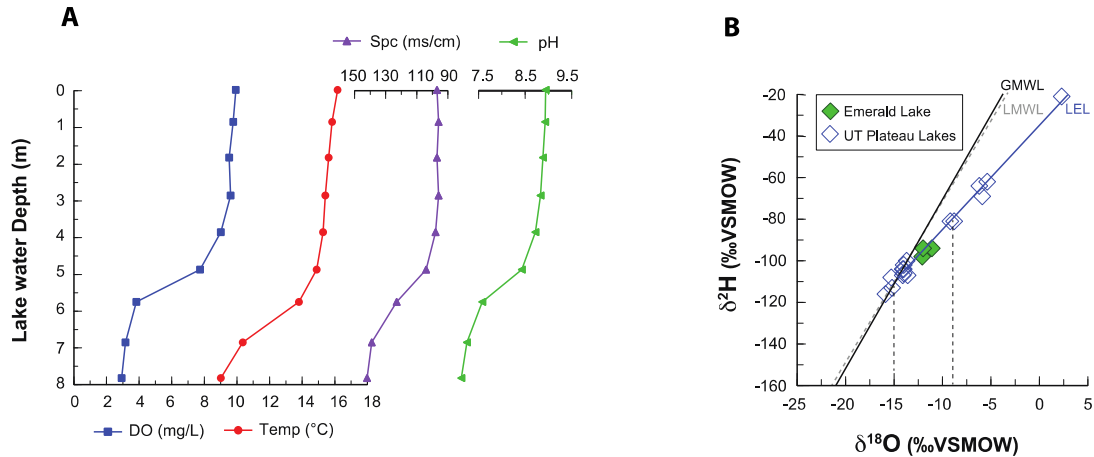 A
Spc (ms/cm)
pH
150 130 110 90
7.5 8.5 9.5
0
1
2
3
4
5
6
7
8
Lake water Depth (m)
0 2 4 6 8 10 12 14 16 18
DO (mg/L)
Temp (°C)
B
GMWL
LMWL
LEL
Emerald Lake
UT Plateau Lakes
-20
-40
-60
-80
-100
-120
-140
-160
δ²H (‰VSMOW)
-25 -20 -15 -10 -5 0 5
δ¹⁸O (‰VSMOW)